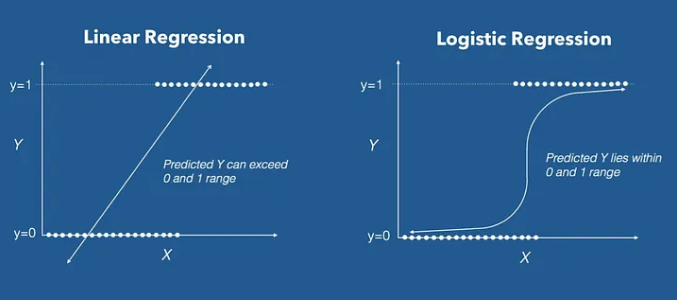 Linear Regression
y=1
Y
Predicted Y can exceed
0 and 1 range
y=0
X
Logistic Regression
y=1
Y
Predicted Y lies within
0 and 1 range
y=0
X